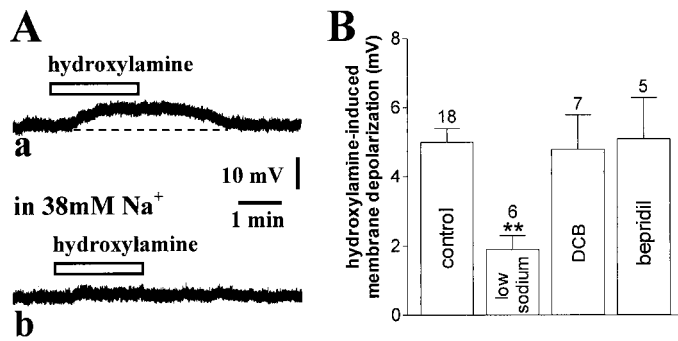 A
hydroxylamine
a
10 mV
in 38mM Na⁺
1 min
hydroxylamine
b
B
hydroxylamine-induced
membrane depolarization (mV)
8
6
4
2
0
18
control
6
**
low
sodium
7
DCB
5
bepridil